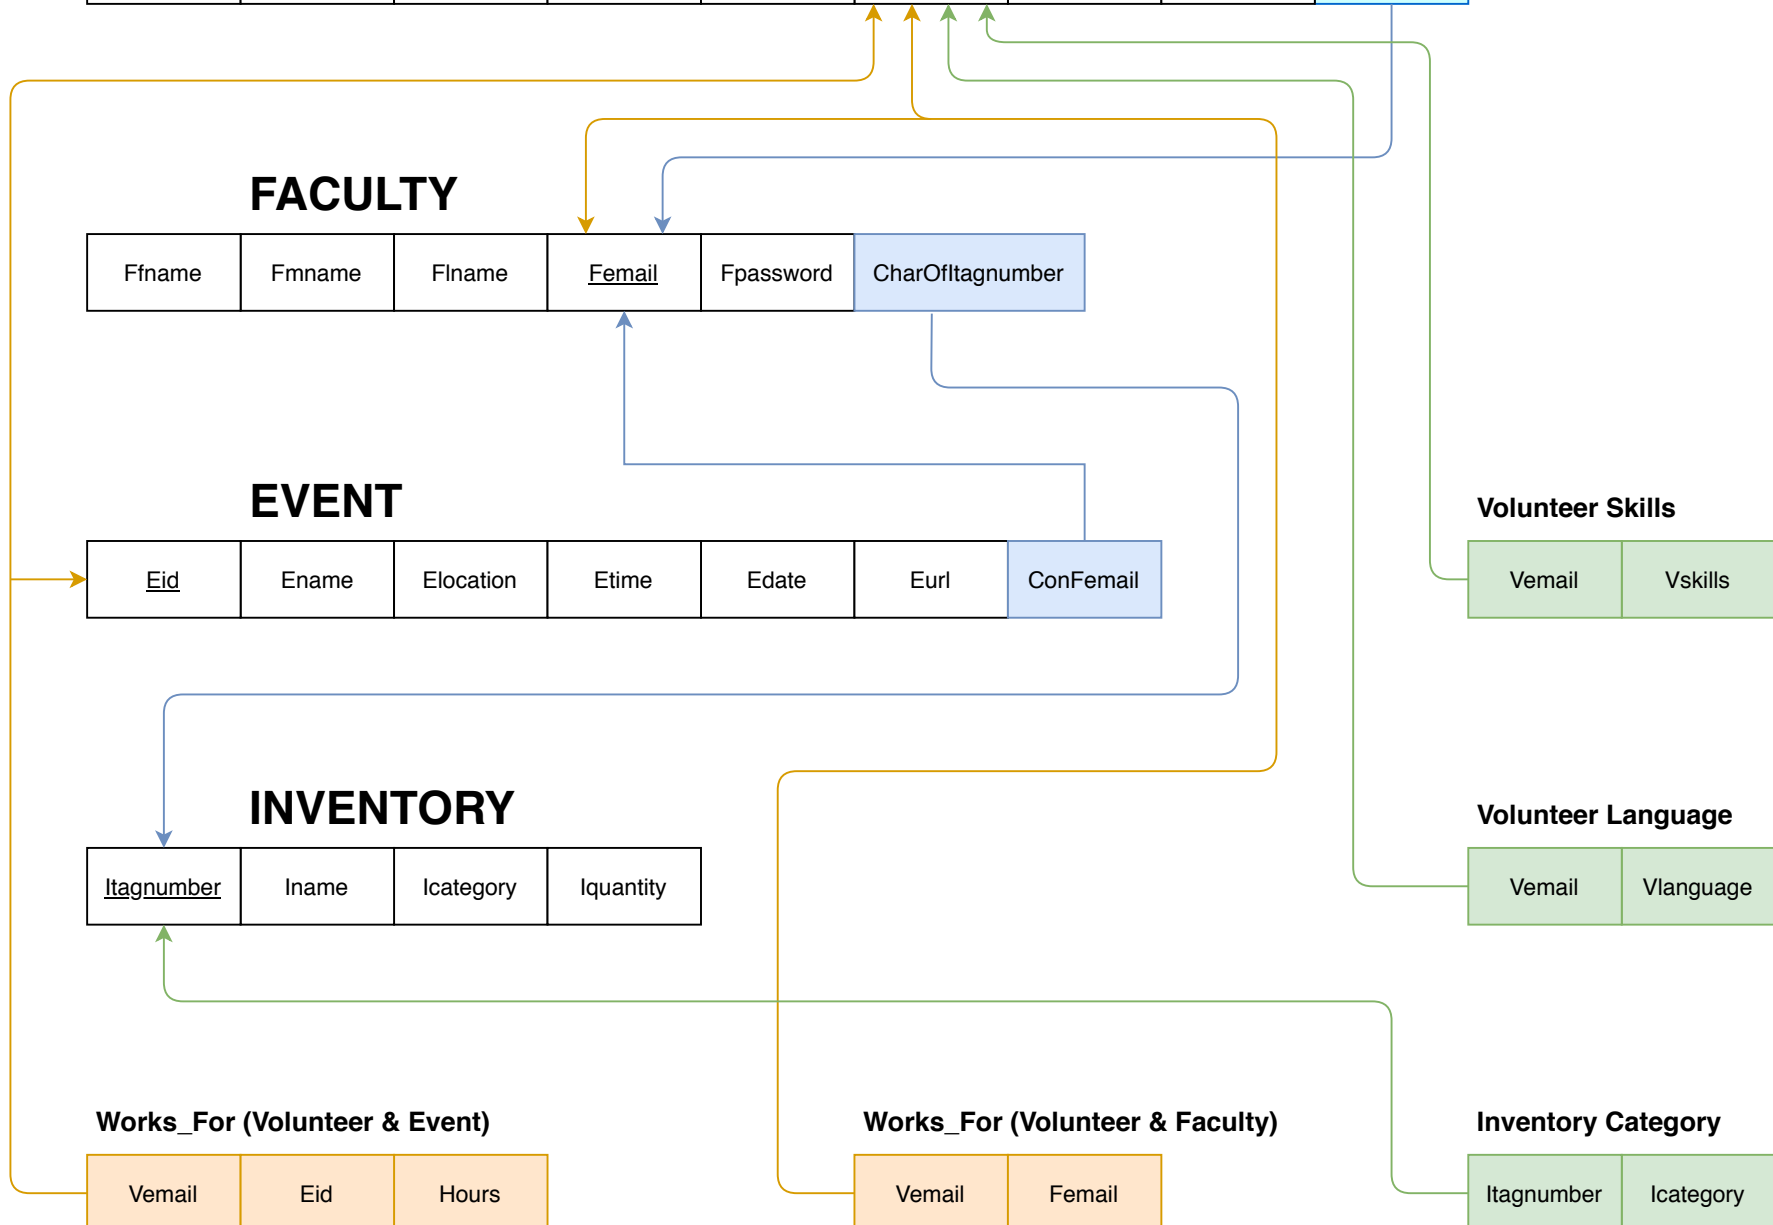 FACULTY
Ffname Fmname Flname Femail Fpassword CharOfItagnumber
EVENT
Volunteer Skills
Eid Ename Elocation Etime Edate Eurl ConFemail Vemail Vskills
INVENTORY
Volunteer Language
Itagnumber Iname Icategory Iquantity Vemail Vlanguage
Works_For (Volunteer & Event) Works_For (Volunteer & Faculty) Inventory Category
Vemail Eid Hours Vemail Femail Itagnumber Icategory